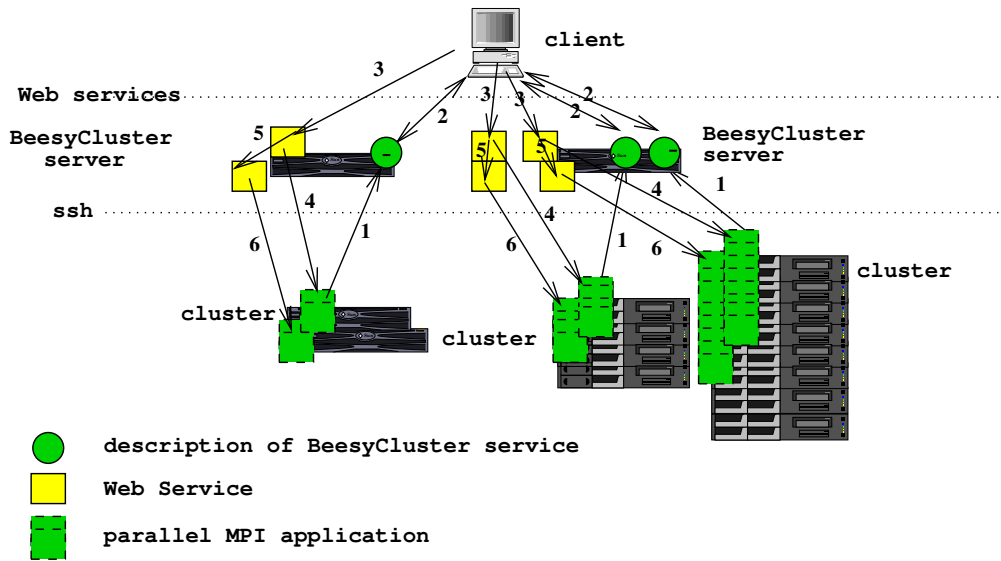 client
3
Web services
2
3
3
2
2
BeesyCluster
server
5
5
5
BeesyCluster
server
4
1
4
4
1
ssh
6
6
1
6
cluster
cluster
cluster
description of BeesyCluster service
Web Service
parallel MPI application